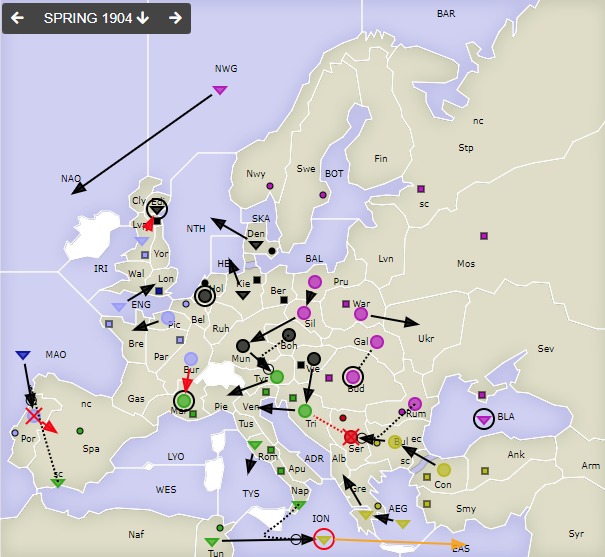 SPRING 1904
BAR
NWG
nc
Fin
Stp
Swe
BOT
Nwy
NAO
Cly
Edi
sc
SKA
NTH
Den
Mos
Yor
IRI
BAL
Lvn
Wal
Lon
Kie
Pru
Hol
Ber
War
ENG
Bel
Sil
Ukr
Pic
Ruh
Boh
Gal
Bre
Mun
Par
Sev
MAO
Bur
Tyr
Bud
Gas
Mar
Pie
Ven
Rum
nc
Tri
BLA
Por
Tus
Ser
Bul
ec
Spa
LYO
Rom
ADR
Alb
sc
Ank
Arm
Apu
Con
sc
WES
TYS
Nap
Gre
Smy
AEG
ION
Naf
Syr
Tun
EAS